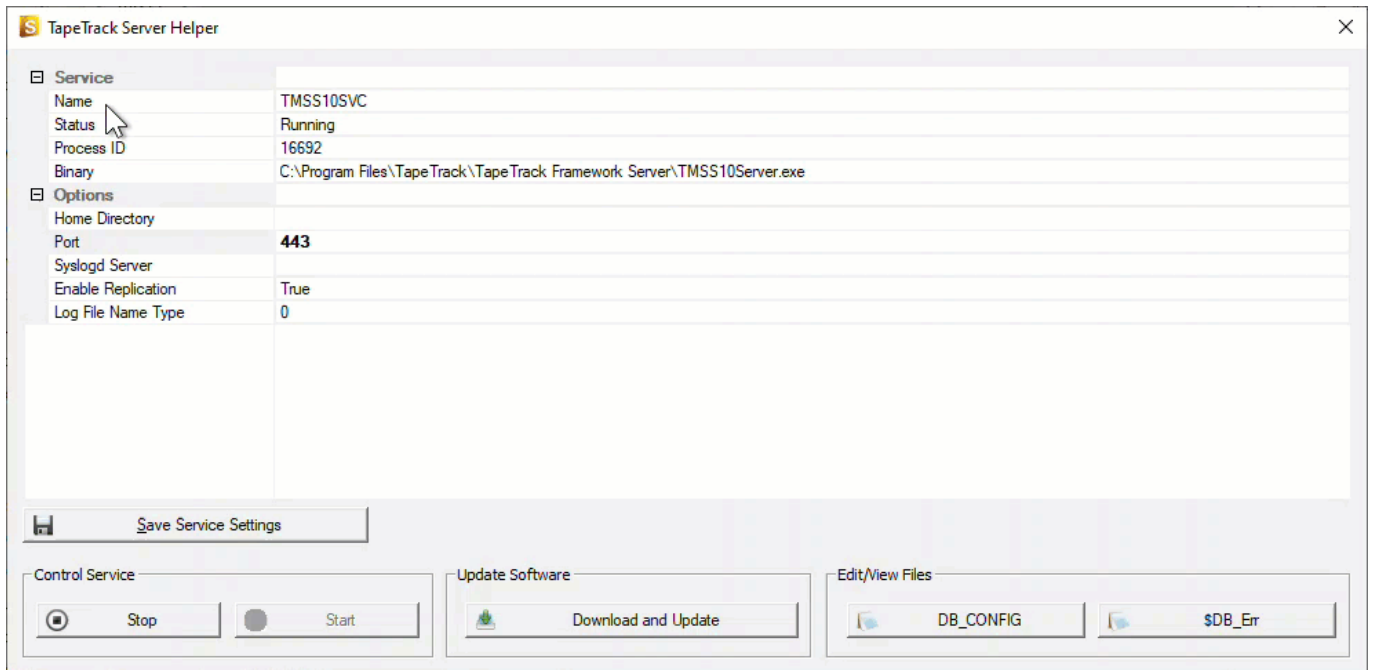 TapeTrack Server Helper
Service
Name TMSS10SVC
Status Running
Process ID 16692
Binary C:\Program Files\TapeTrack\TapeTrack Framework Server\TMSS10Server.exe
Options
Home Directory
Port 443
Syslogd Server
Enable Replication True
Log File Name Type 0
Save Service Settings
Control Service Update Software Edit/View Files
Stop Start Download and Update DB_CONFIG $DB_Err